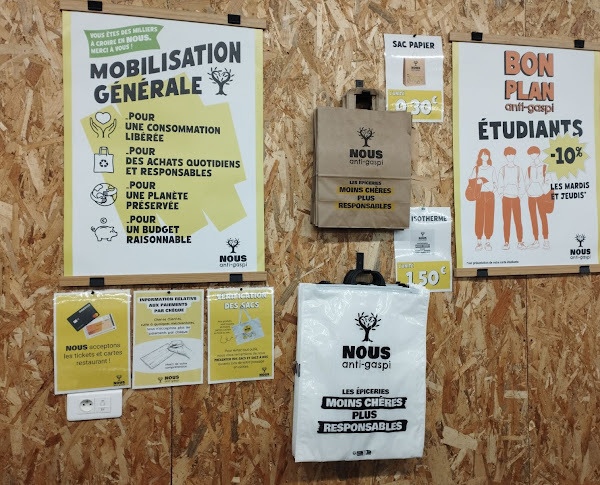 VOUS ÊTES DES MILLIERS
À CROIRE EN NOUS.
MERCI À VOUS !
MOBILISATION
GÉNÉRALE
..POUR
UNE CONSOMMATION
LIBÉRÉE
..POUR
DES ACHATS QUOTIDIENS
ET RESPONSABLES
..POUR
UNE PLANÈTE
PRÉSERVÉE
..POUR
UN BUDGET
RAISONNABLE
NOUS
anti-gaspi
NOUS acceptons
les tickets et cartes
restaurant !
INFORMATION RELATIVE
AUX PAIEMENTS
PAR CHÈQUE
NOUS
VÉRIFICATION
DES SACS
SAC PAPIER
0.30€
NOUS
anti-gaspi
LES ÉPICERIES
MOINS CHÈRES
PLUS
RESPONSABLES
ISOTHERME
1.50€
NOUS
anti-gaspi
LES ÉPICERIES
MOINS CHÈRES
PLUS
RESPONSABLES
BON
PLAN
anti-gaspi
ÉTUDIANTS
-10%
LES MARDIS
ET JEUDIS*
NOUS
anti-gaspi